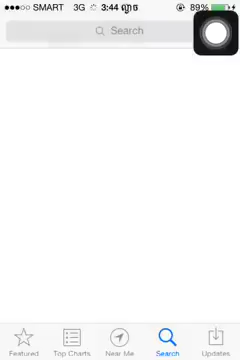 SMART 3G 3:44 ល្ងាច 89%
Search
Featured Top Charts Near Me Search Updates